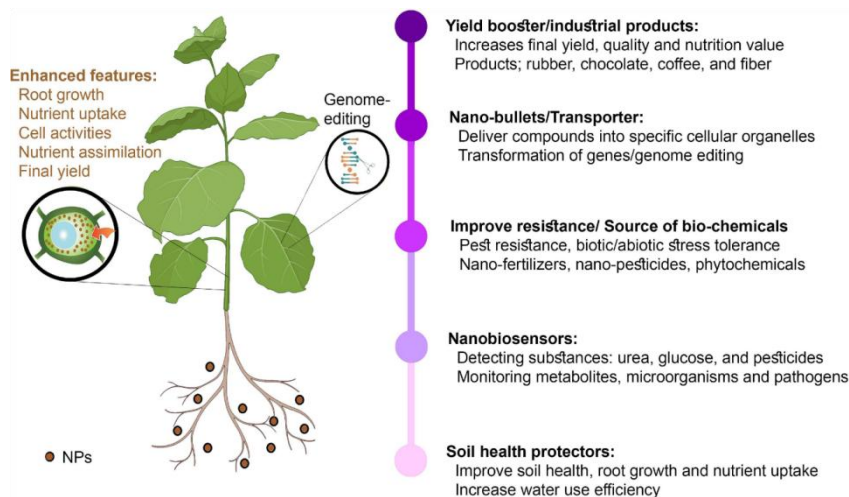 Enhanced features:
Root growth
Nutrient uptake
Cell activities
Nutrient assimilation
Final yield
Genome-
editing
NPs
Yield booster/industrial products:
Increases final yield, quality and nutrition value
Products; rubber, chocolate, coffee, and fiber
Nano-bullets/Transporter:
Deliver compounds into specific cellular organelles
Transformation of genes/genome editing
Improve resistance/ Source of bio-chemicals
Pest resistance, biotic/abiotic stress tolerance
Nano-fertilizers, nano-pesticides, phytochemicals
Nanobiosensors:
Detecting substances: urea, glucose, and pesticides
Monitoring metabolites, microorganisms and pathogens
Soil health protectors:
Improve soil health, root growth and nutrient uptake
Increase water use efficiency